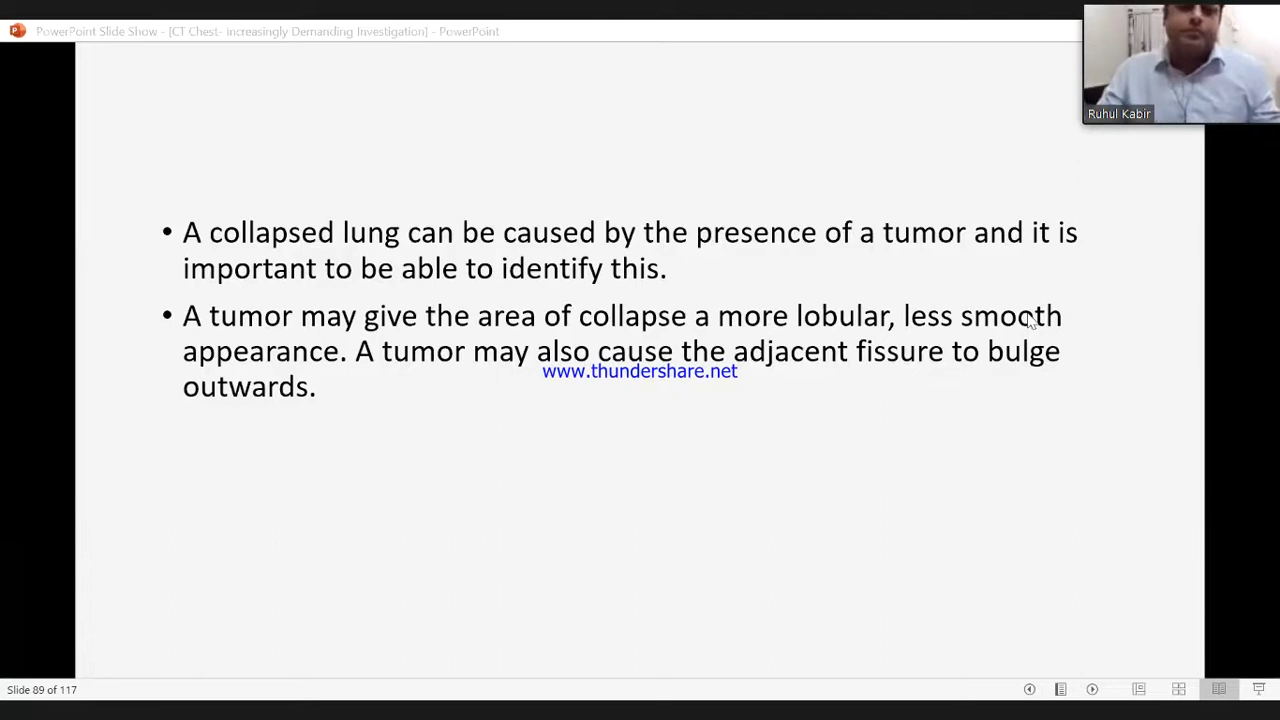 PowerPoint Slide Show - [CT Chest- increasingly Demanding Investigation] - PowerPoint
Ruhul Kabir
• A collapsed lung can be caused by the presence of a tumor and it is
important to be able to identify this.
• A tumor may give the area of collapse a more lobular, less smooth
appearance. A tumor may also cause the adjacent fissure to bulge
www.thundershare.net
outwards.
Slide 89 of 117